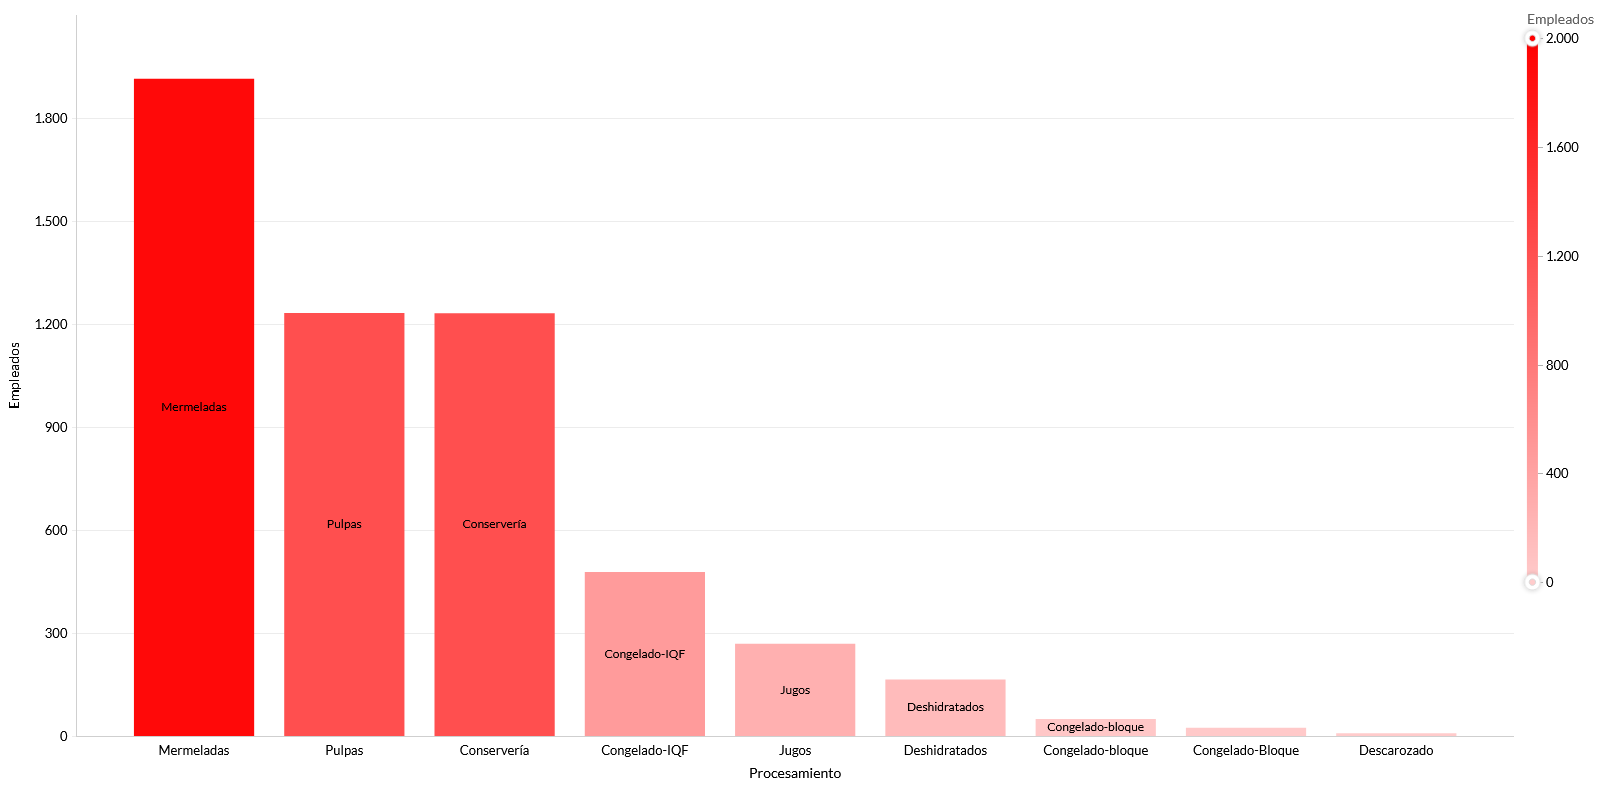 Empleados
2.000
1.600
1.200
800
400
0
Empleados
1.800
1.500
1.200
900
600
300
0
Mermeladas
Pulpas
Conservería
Congelado-IQF
Jugos
Deshidratados
Congelado-bloque
Mermeladas
Pulpas
Conservería
Congelado-IQF
Jugos
Deshidratados
Congelado-bloque
Congelado-Bloque
Descarozado
Procesamiento